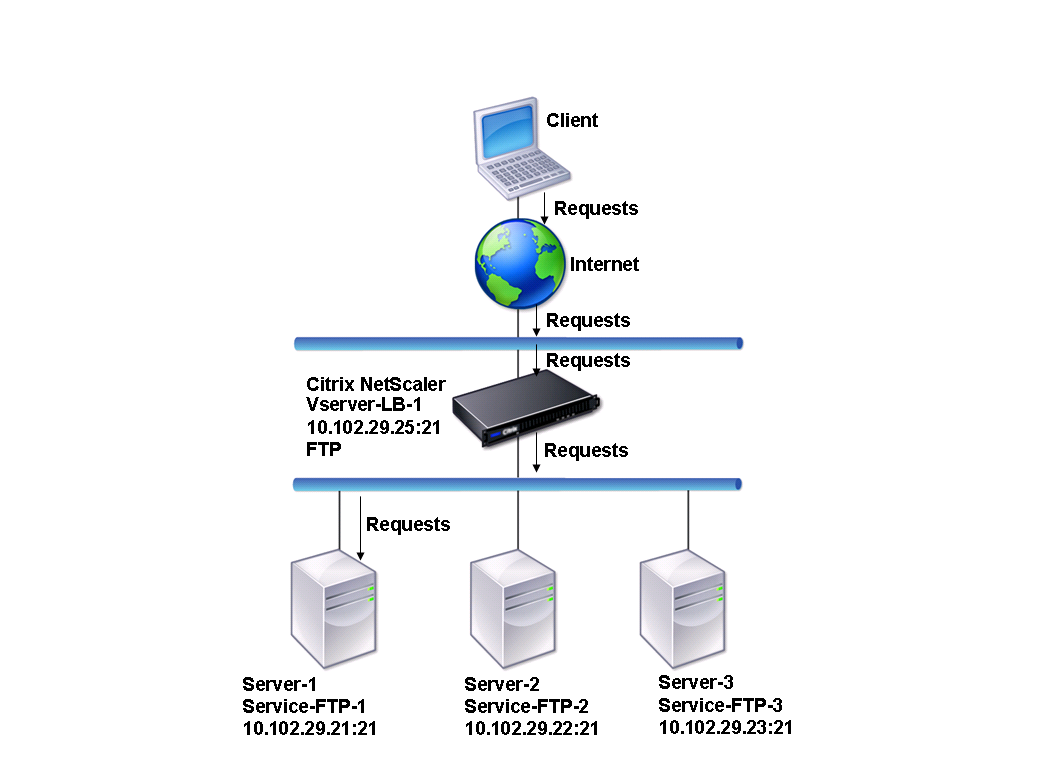 Client
Requests
Internet
Requests
Requests
Citrix NetScaler
Vserver-LB-1
10.102.29.25:21
FTP
Requests
Requests
Server-1
Service-FTP-1
10.102.29.21:21
Server-2
Service-FTP-2
10.102.29.22:21
Server-3
Service-FTP-3
10.102.29.23:21